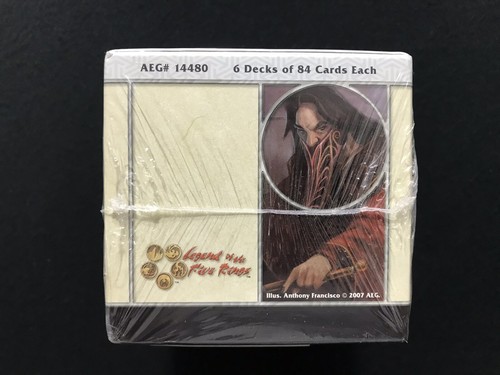 AEG# 14480 6 Decks of 84 Cards Each
Legend of the
Five Rings
Illus. Anthony Francisco © 2007 AEG.